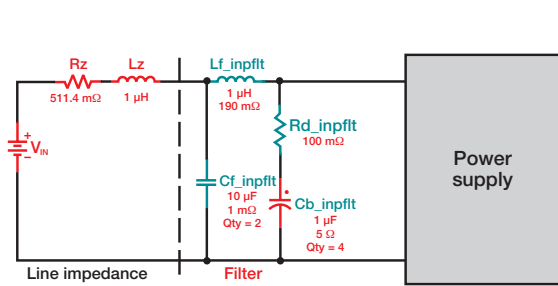 Rz
511.4 mΩ
Lz
1 µH
Lf_inpflt
1 µH
190 mΩ
Rd_inpflt
100 mΩ
+
V_IN
−
Cf_inpflt
10 µF
1 mΩ
Qty = 2
Cb_inpflt
1 µF
5 Ω
Qty = 4
Power
supply
Line impedance
Filter